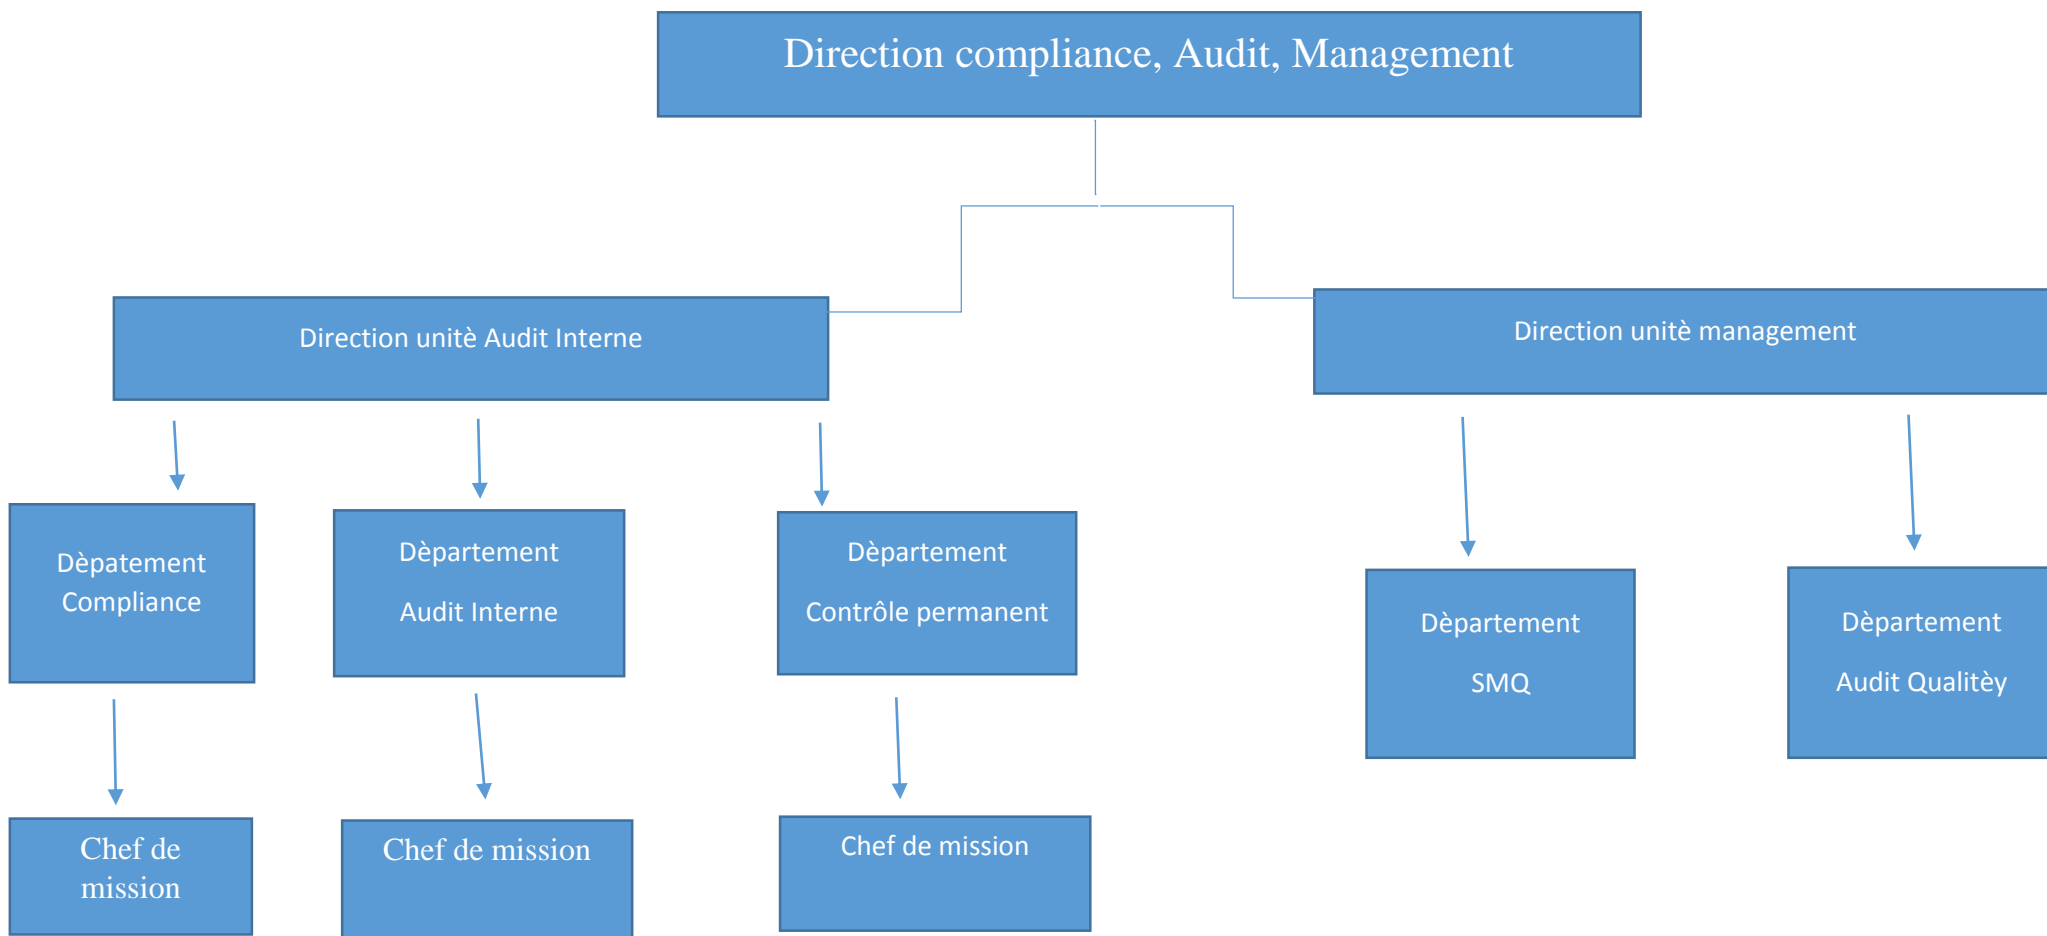 Direction compliance, Audit, Management
Direction unitè Audit Interne
Direction unitè management
Dèpatement
Compliance
Dèpartement
Audit Interne
Dèpartement
Contrôle permanent
Dèpartement
SMQ
Dèpartement
Audit Qualitèy
Chef de
mission
Chef de mission
Chef de mission